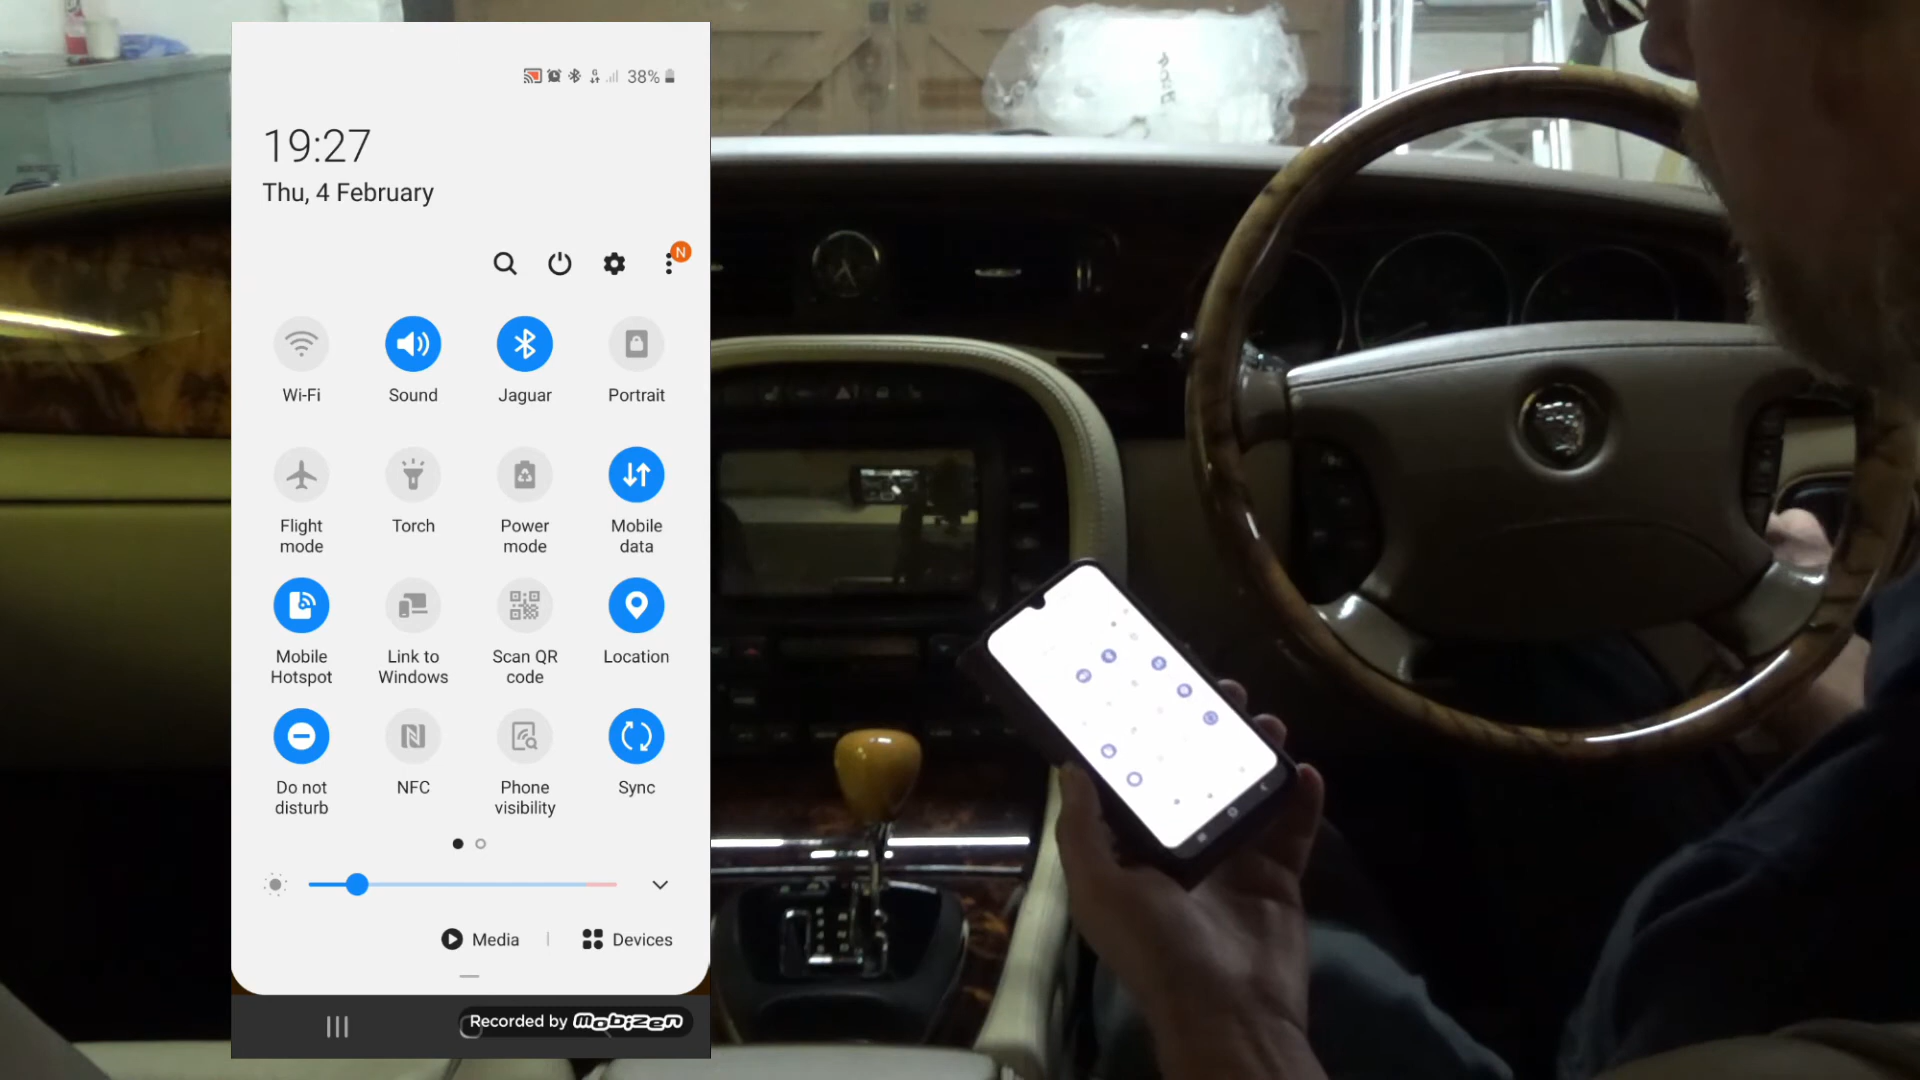 38%
19:27
Thu, 4 February
N
Wi-Fi
Sound
Jaguar
Portrait
Flight
mode
Torch
Power
mode
Mobile
data
Mobile
Hotspot
Link to
Windows
Scan QR
code
Location
Do not
disturb
NFC
Phone
visibility
Sync
Media
Devices
Recorded by Mobizen